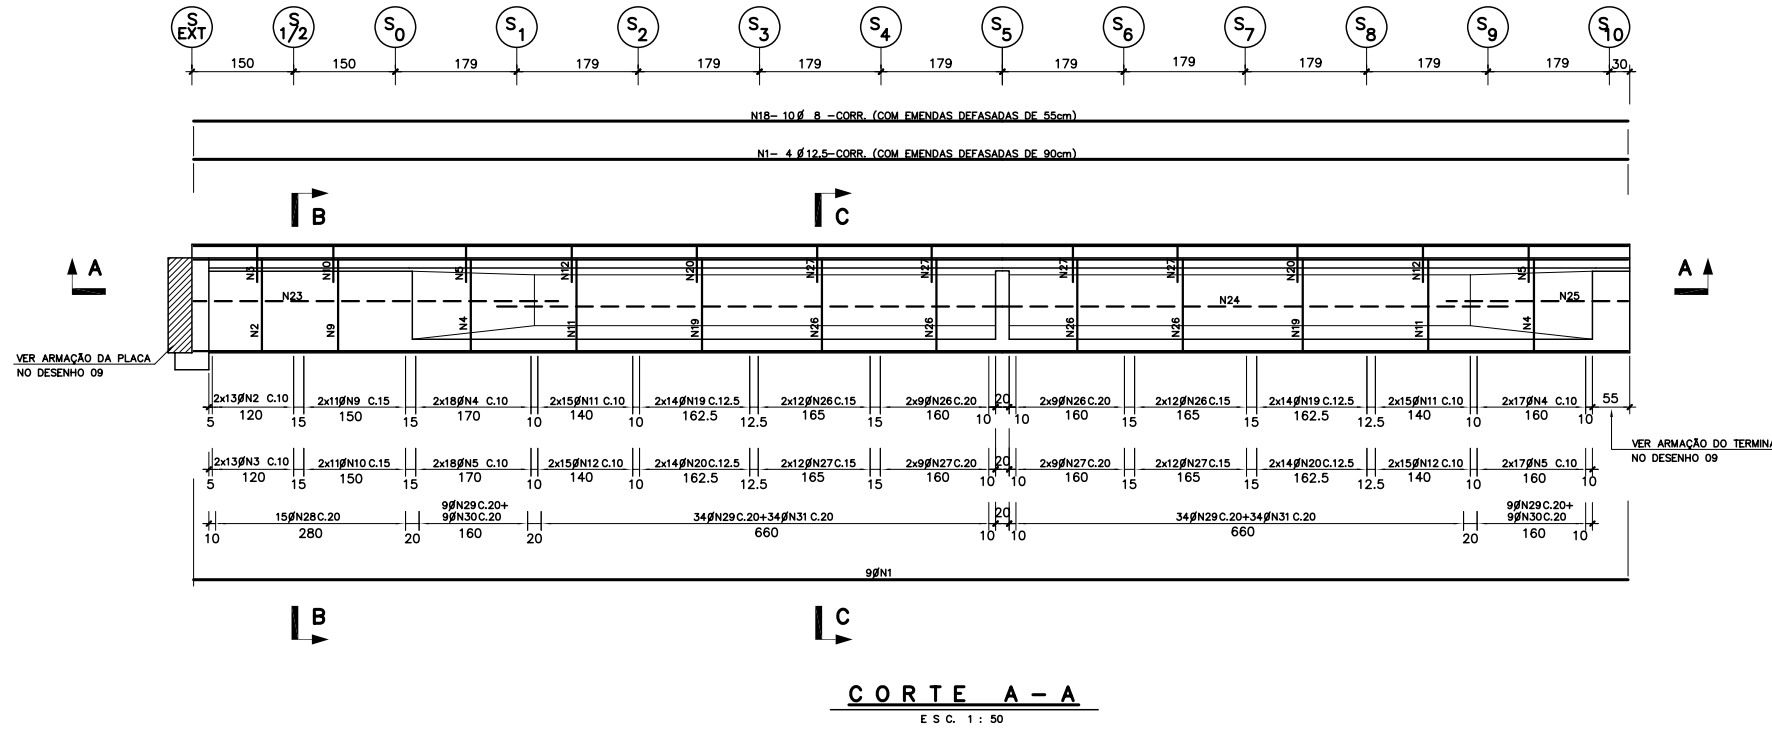 S EXT S 1/2 S0 S1 S2 S3 S4 S5 S6 S7 S8 S9 S10
150 150 179 179 179 179 179 179 179 179 179 179 30
N18- 10Ø 8 -CORR. (COM EMENDAS DEFASADAS DE 55cm)
N1- 4 Ø12.5-CORR. (COM EMENDAS DEFASADAS DE 90cm)
B C
A A
N3 N10 N5 N12 N20 N27 N27 N27 N27 N20 N12 N5
N23 N24 N25
N2 N9 N4 N11 N19 N26 N26 N26 N26 N19 N11 N4
VER ARMAÇÃO DA PLACA
NO DESENHO 09
2x13ØN2 C.10 2x11ØN9 C.15 2x18ØN4 C.10 2x15ØN11 C.10 2x14ØN19 C.12.5 2x12ØN26 C.15 2x9ØN26 C.20 20 2x9ØN26 C.20 2x12ØN26 C.15 2x14ØN19 C.12.5 2x15ØN11 C.10 2x17ØN4 C.10 55
5 120 15 150 15 170 10 140 10 162.5 12.5 165 15 160 10 10 160 15 165 15 162.5 12.5 140 10 160 10
VER ARMAÇÃO DO TERMINA
NO DESENHO 09
2x13ØN3 C.10 2x11ØN10 C.15 2x18ØN5 C.10 2x15ØN12 C.10 2x14ØN20 C.12.5 2x12ØN27 C.15 2x9ØN27 C.20 20 2x9ØN27 C.20 2x12ØN27 C.15 2x14ØN20 C.12.5 2x15ØN12 C.10 2x17ØN5 C.10
5 120 15 150 15 170 10 140 10 162.5 12.5 165 15 160 10 10 160 15 165 15 162.5 12.5 140 10 160 10
15ØN28 C.20 9ØN29 C.20+ 9ØN30 C.20 34ØN29 C.20+34ØN31 C.20 20 34ØN29 C.20+34ØN31 C.20 9ØN29 C.20+ 9ØN30 C.20
10 280 20 160 20 660 10 10 660 20 160 10
9ØN1
B C
CORTE A - A
ESC. 1 : 50